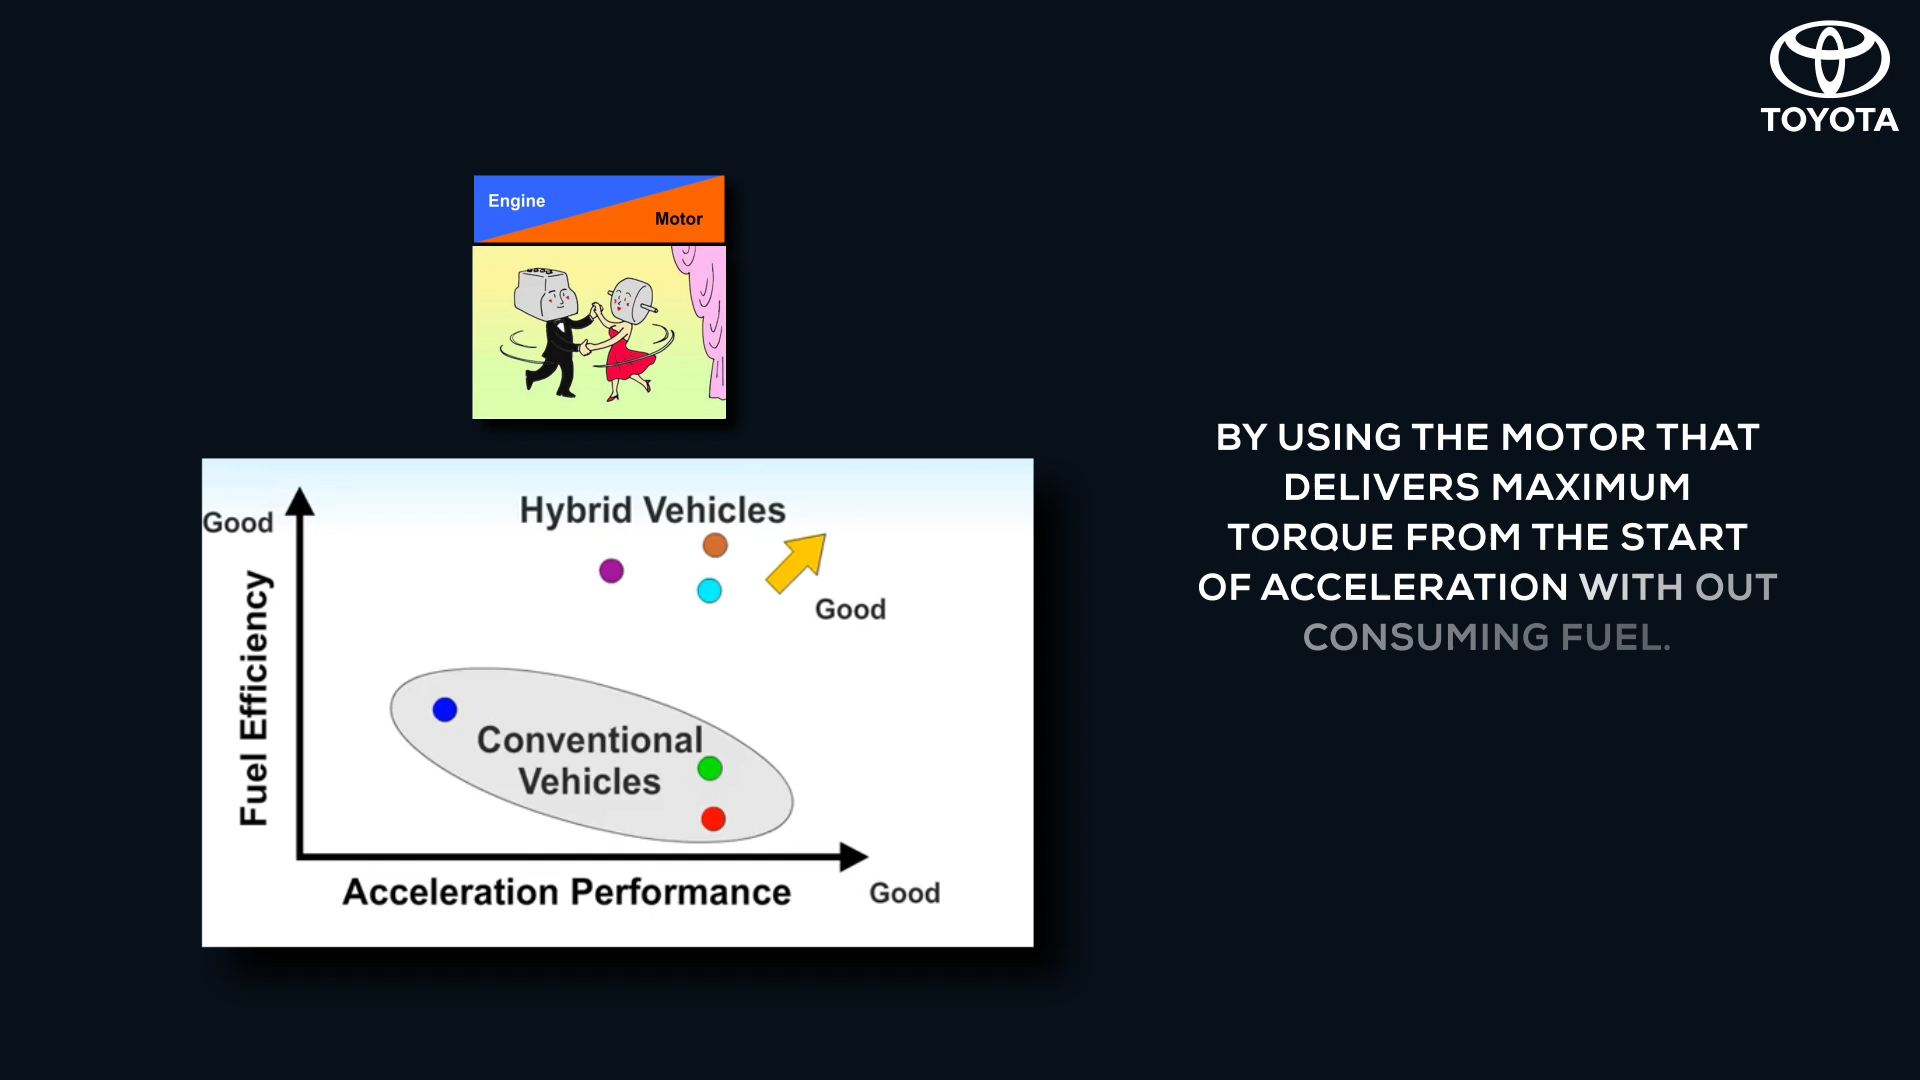 TOYOTA
Engine
Motor
Hybrid Vehicles
Good
Good
Fuel Efficiency
Conventional
Vehicles
Acceleration Performance
Good
BY USING THE MOTOR THAT
DELIVERS MAXIMUM
TORQUE FROM THE START
OF ACCELERATION WITH OUT
CONSUMING FUEL.